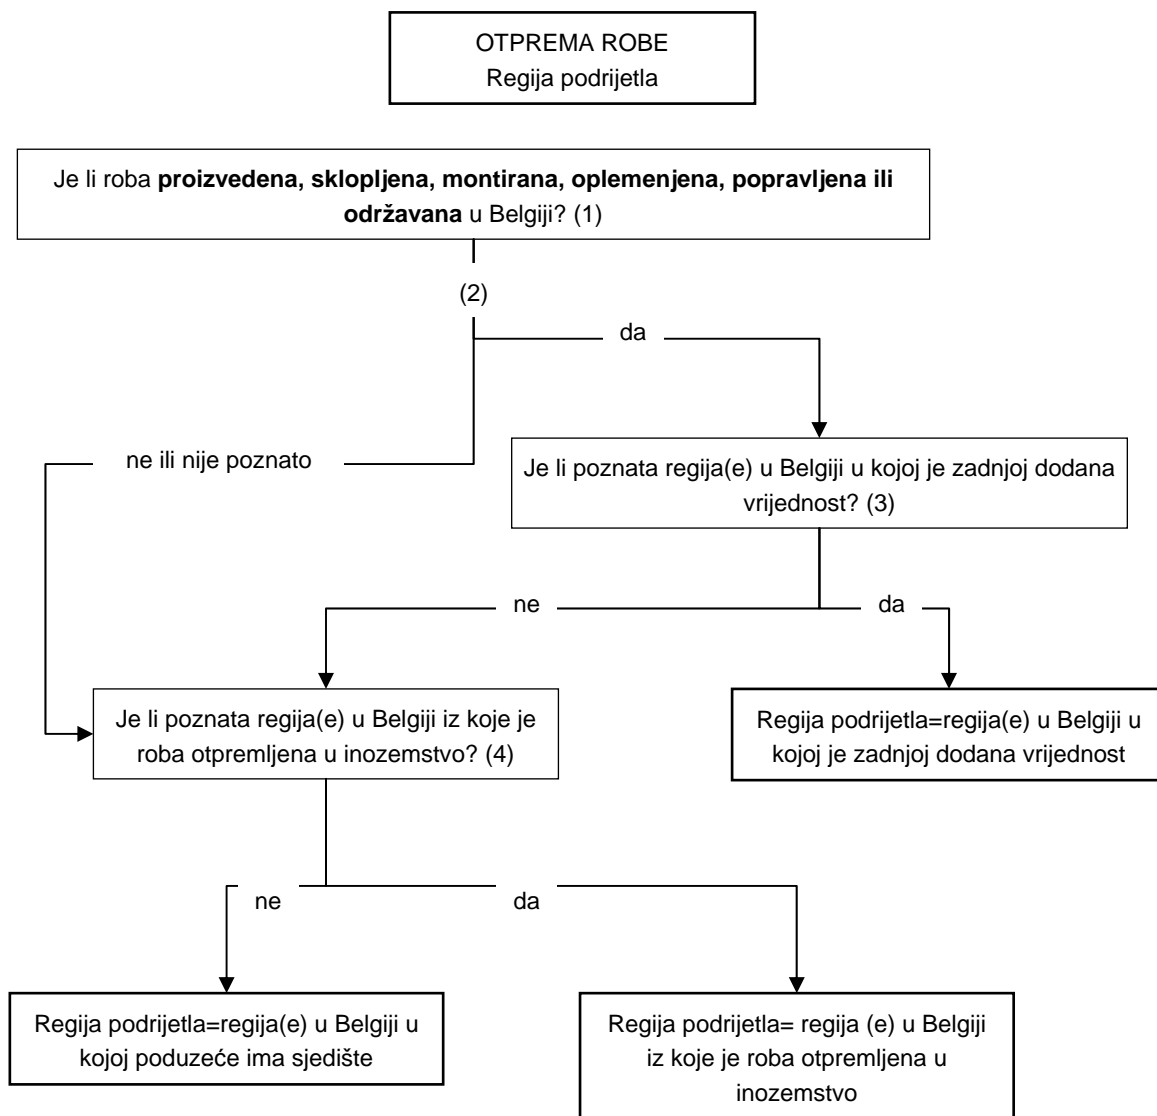 OTPREMA ROBE
Regija podrijetla
Je li roba proizvedena, sklopljena, montirana, oplemenjena, popravljena ili
održavana u Belgiji? (1)
(2)
da
ne ili nije poznato
Je li poznata regija(e) u Belgiji u kojoj je zadnjoj dodana
vrijednost? (3)
ne
da
Je li poznata regija(e) u Belgiji iz koje je
roba otpremljena u inozemstvo? (4)
Regija podrijetla=regija(e) u Belgiji u
kojoj je zadnjoj dodana vrijednost
ne
da
Regija podrijetla=regija(e) u Belgiji u
kojoj poduzeće ima sjedište
Regija podrijetla= regija (e) u Belgiji
iz koje je roba otpremljena u
inozemstvo